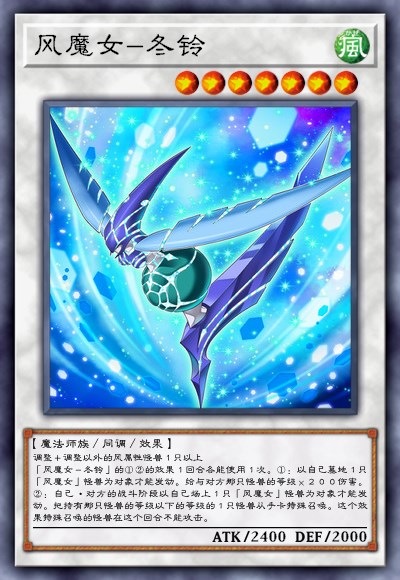 风魔女-冬铃
風
【魔法师族/同调/效果】
调整+调整以外的风属性怪兽1只以上
「风魔女-冬铃」的①②的效果1回合各能使用1次。①:以自己墓地1只
「风魔女」怪兽为对象才能发动。给与对方那只怪兽的等级×200伤害。
②:自己·对方的战斗阶段以自己场上1只「风魔女」怪兽为对象才能发
动。把持有那只怪兽的等级以下的等级的1只怪兽从手卡特殊召唤。这个效
果特殊召唤的怪兽在这个回合不能攻击。
ATK/2400 DEF/2000